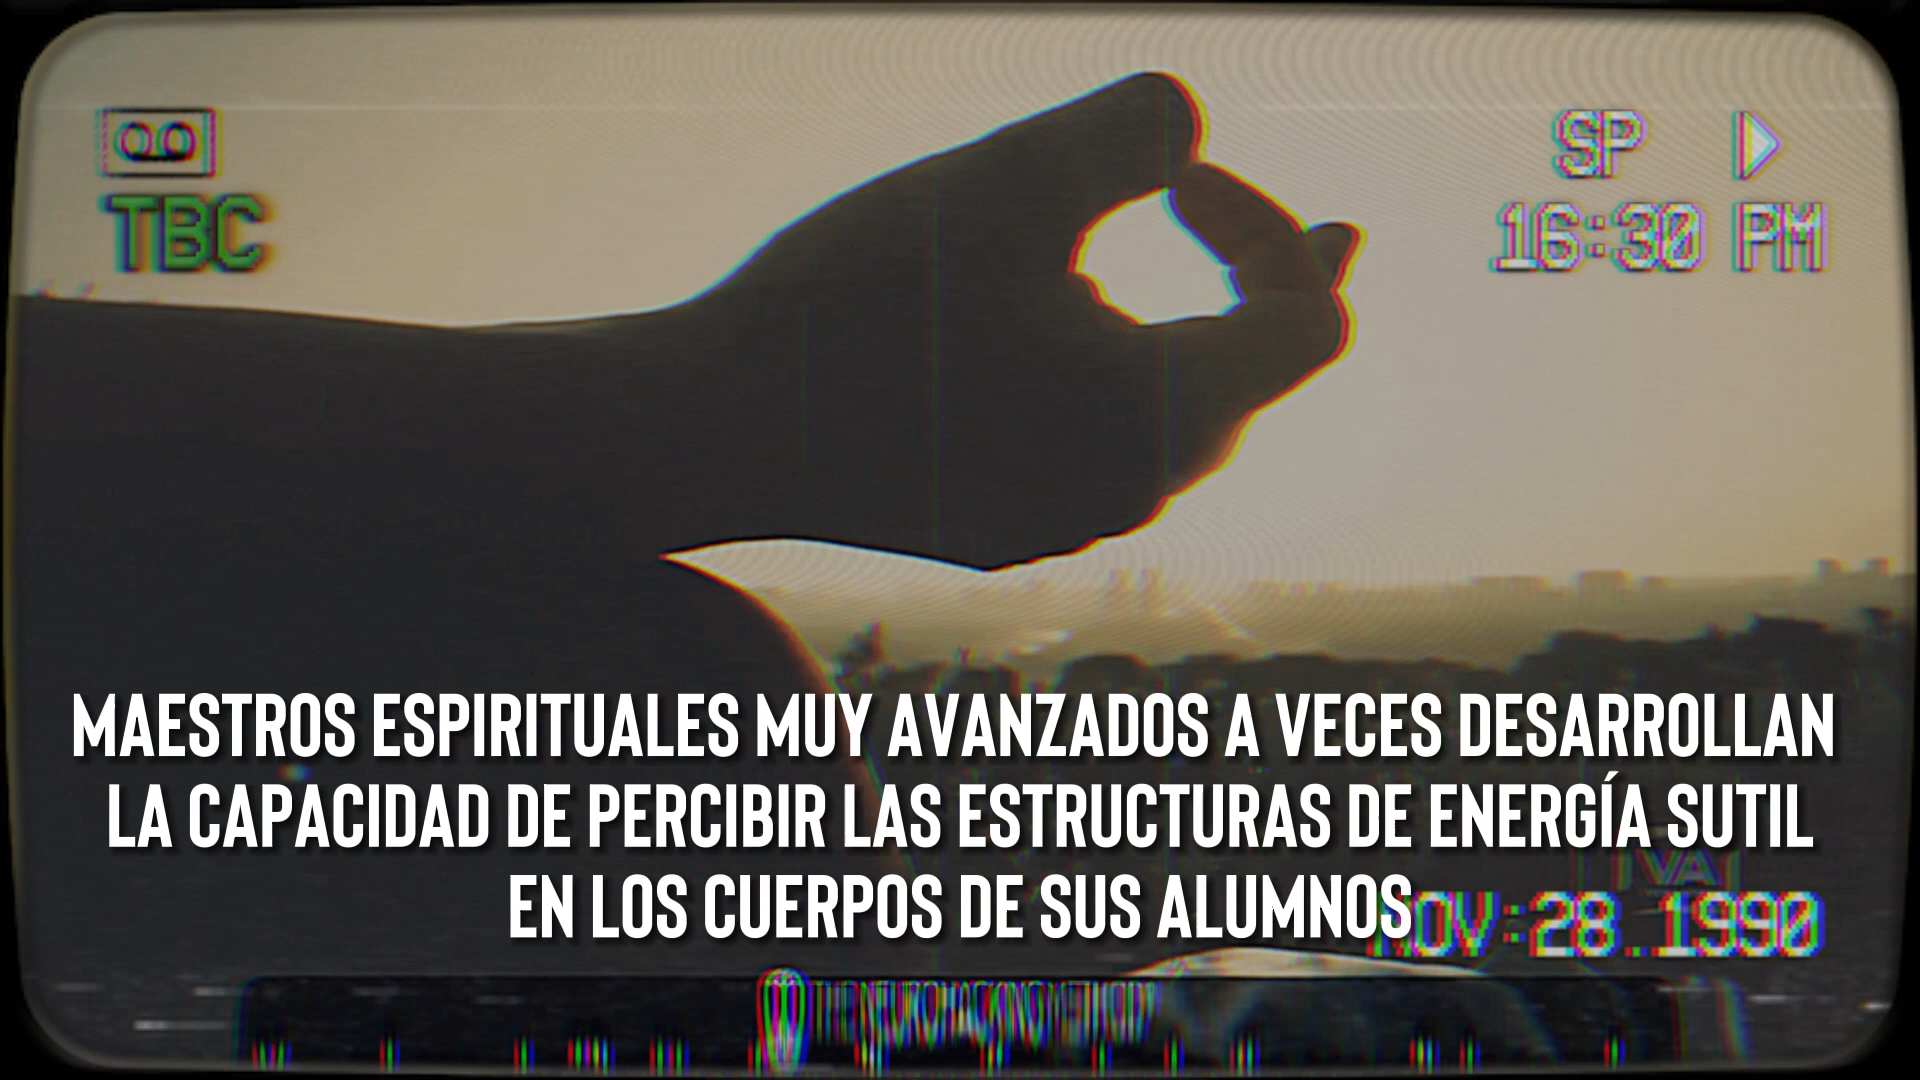 TBC
SP
16:30 PM
MAESTROS ESPIRITUALES MUY AVANZADOS A VECES DESARROLLAN
LA CAPACIDAD DE PERCIBIR LAS ESTRUCTURAS DE ENERGÍA SUTIL
EN LOS CUERPOS DE SUS ALUMNOS
NOV:28.1990